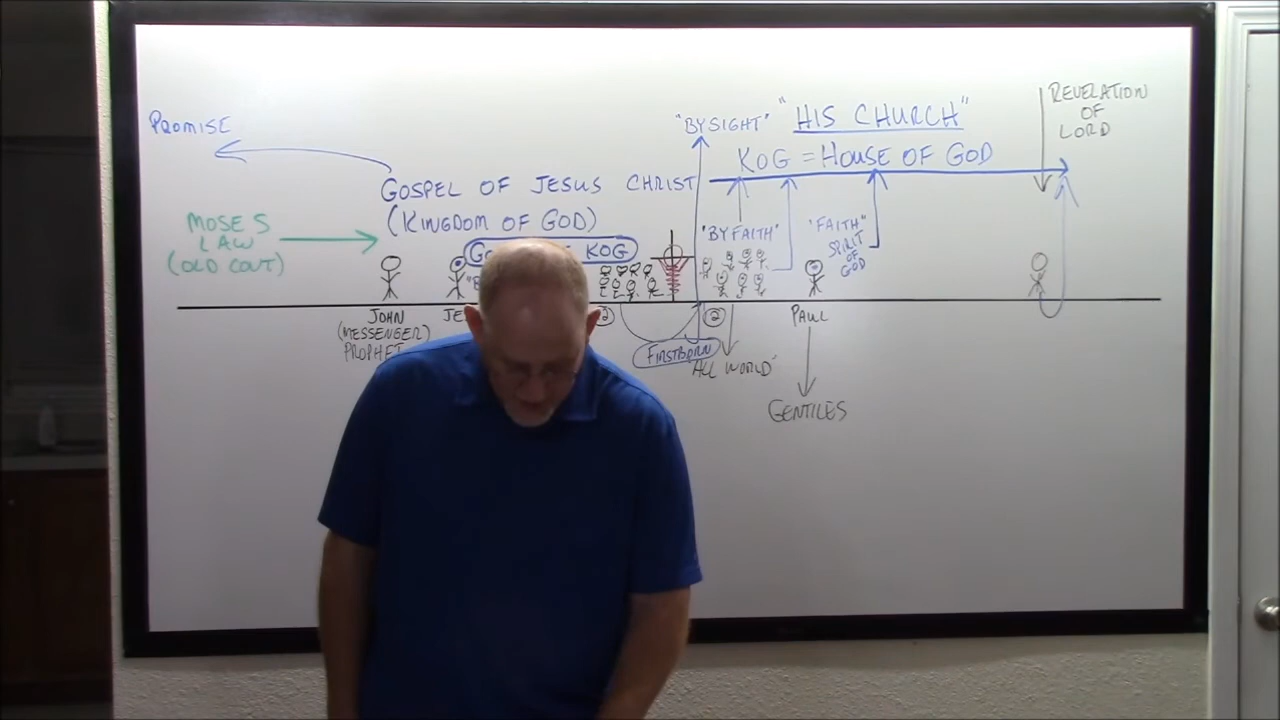 PROMISE
MOSES
LAW
(OLD COVT)
GOSPEL OF JESUS CHRIST
(KINGDOM OF GOD)
KOG
JOHN
(MESSENGER)
PROPHET
"BY SIGHT"
"HIS CHURCH"
KOG = HOUSE OF GOD
"BY FAITH"
"FAITH"
SPIRIT
OF
GOD
REVELATION
OF
LORD
2
FIRSTBORN
ALL WORLD"
PAUL
GENTILES